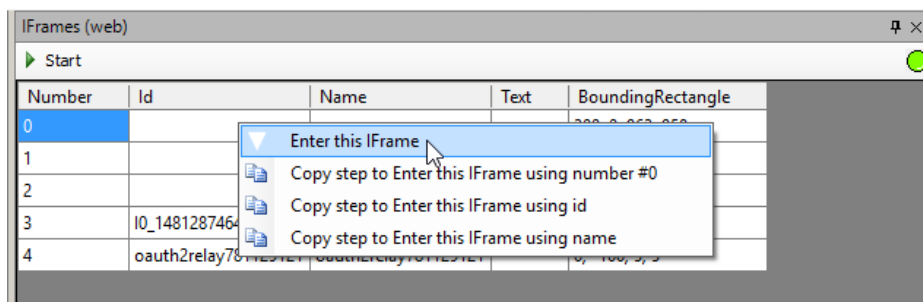 IFrames (web)
Start
Number Id Name Text BoundingRectangle
0
Enter this IFrame
1
Copy step to Enter this IFrame using number #0
2
Copy step to Enter this IFrame using id
3 I0_1481287464
Copy step to Enter this IFrame using name
4